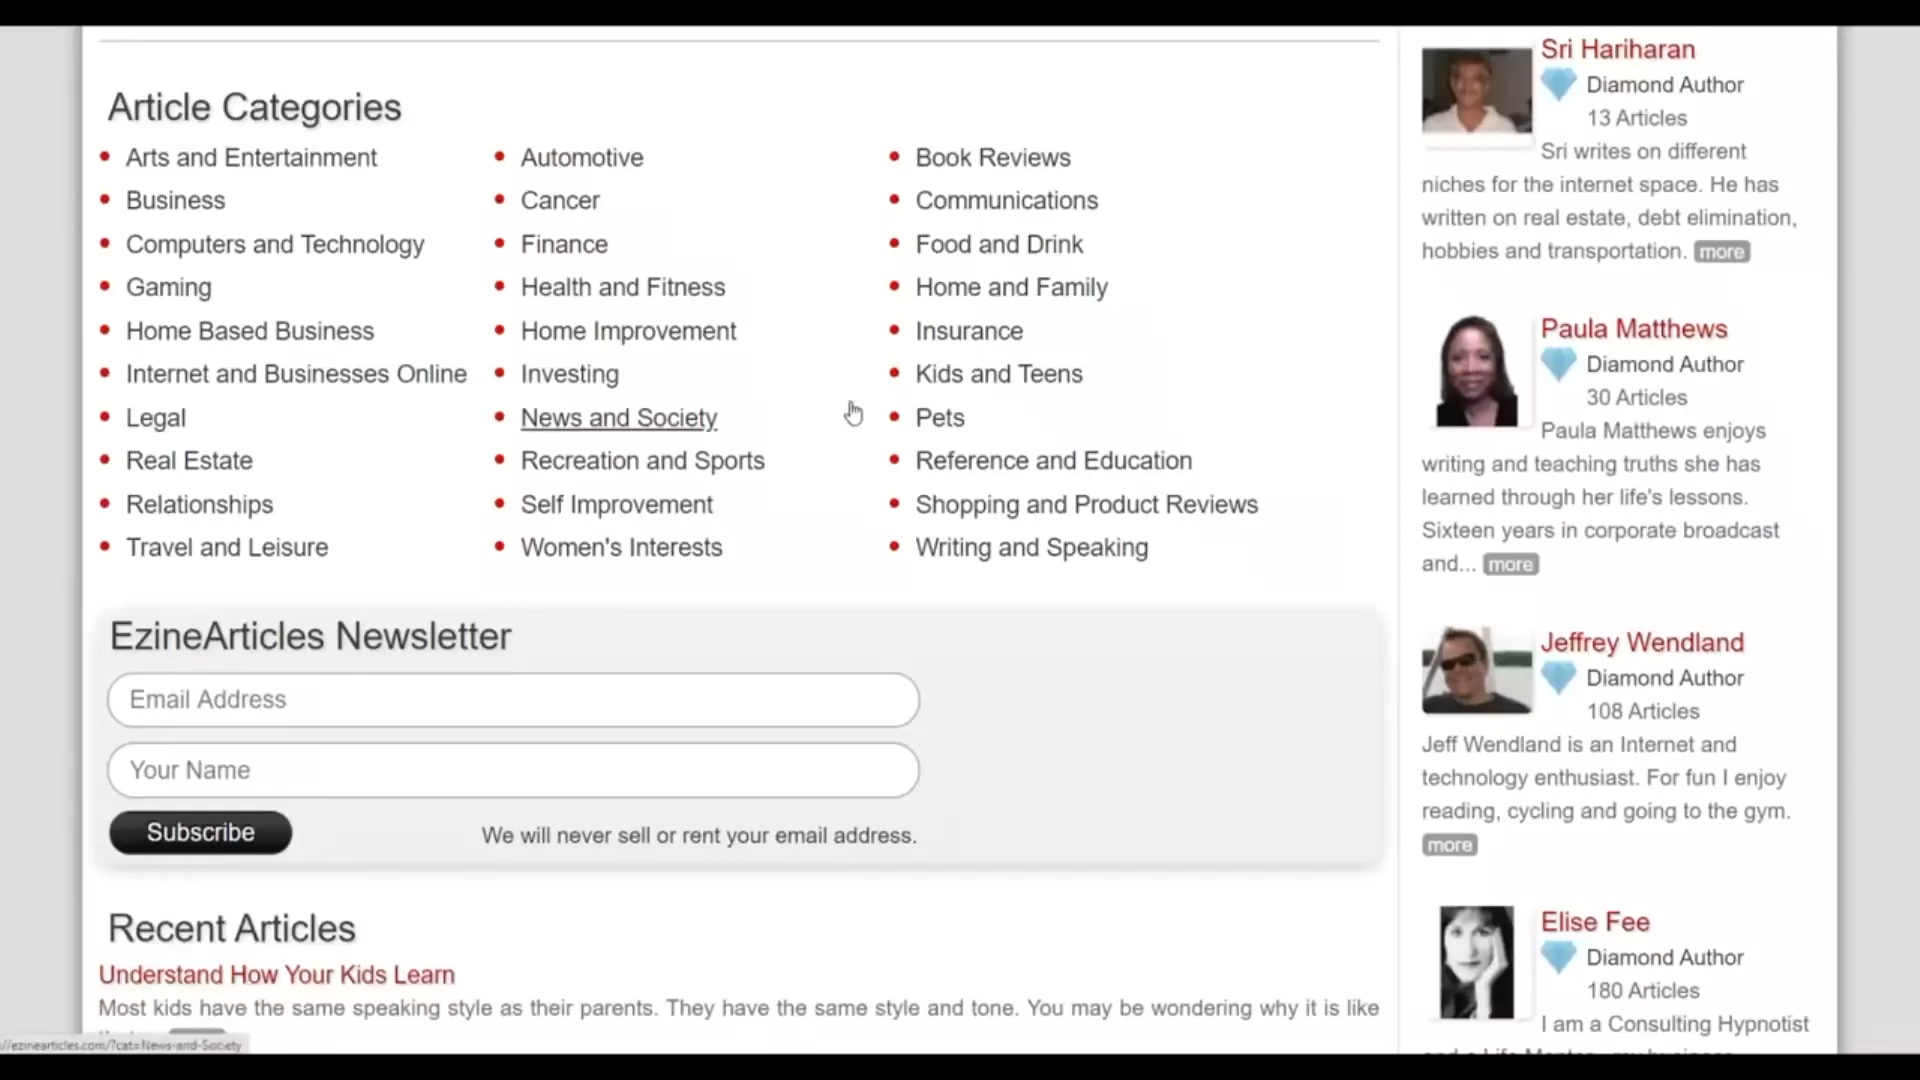 Article Categories
Arts and Entertainment
Automotive
Book Reviews
Business
Cancer
Communications
Computers and Technology
Finance
Food and Drink
Gaming
Health and Fitness
Home and Family
Home Based Business
Home Improvement
Insurance
Internet and Businesses Online
Investing
Kids and Teens
Legal
News and Society
Pets
Real Estate
Recreation and Sports
Reference and Education
Relationships
Self Improvement
Shopping and Product Reviews
Travel and Leisure
Women's Interests
Writing and Speaking
EzineArticles Newsletter
Email Address
Your Name
Subscribe
We will never sell or rent your email address.
Recent Articles
Understand How Your Kids Learn
Most kids have the same speaking style as their parents. They have the same style and tone. You may be wondering why it is like
//ezinearticles.com/?cat=News-and-Society
Sri Hariharan
Diamond Author
13 Articles
Sri writes on different
niches for the internet space. He has
written on real estate, debt elimination,
hobbies and transportation. more
Paula Matthews
Diamond Author
30 Articles
Paula Matthews enjoys
writing and teaching truths she has
learned through her life's lessons.
Sixteen years in corporate broadcast
and... more
Jeffrey Wendland
Diamond Author
108 Articles
Jeff Wendland is an Internet and
technology enthusiast. For fun I enjoy
reading, cycling and going to the gym.
more
Elise Fee
Diamond Author
180 Articles
I am a Consulting Hypnotist